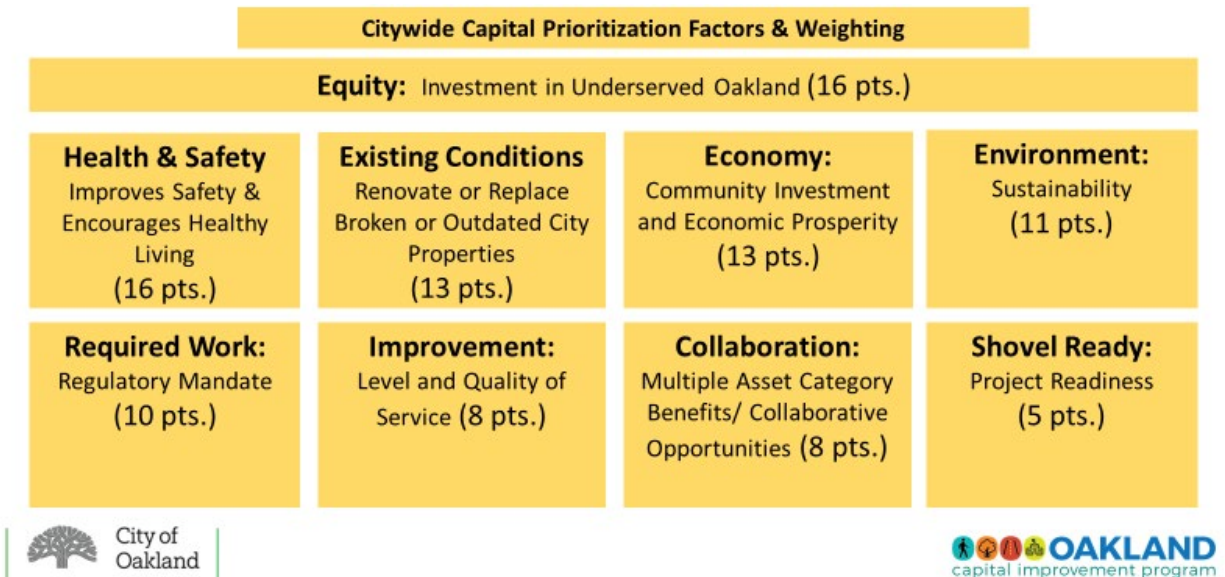 Citywide Capital Prioritization Factors & Weighting
Equity: Investment in Underserved Oakland (16 pts.)
Health & Safety
Improves Safety &
Encourages Healthy
Living
(16 pts.)
Existing Conditions
Renovate or Replace
Broken or Outdated City
Properties
(13 pts.)
Economy:
Community Investment
and Economic Prosperity
(13 pts.)
Environment:
Sustainability
(11 pts.)
Required Work:
Regulatory Mandate
(10 pts.)
Improvement:
Level and Quality of
Service (8 pts.)
Collaboration:
Multiple Asset Category
Benefits/ Collaborative
Opportunities (8 pts.)
Shovel Ready:
Project Readiness
(5 pts.)
City of
Oakland
OAKLAND
capital improvement program